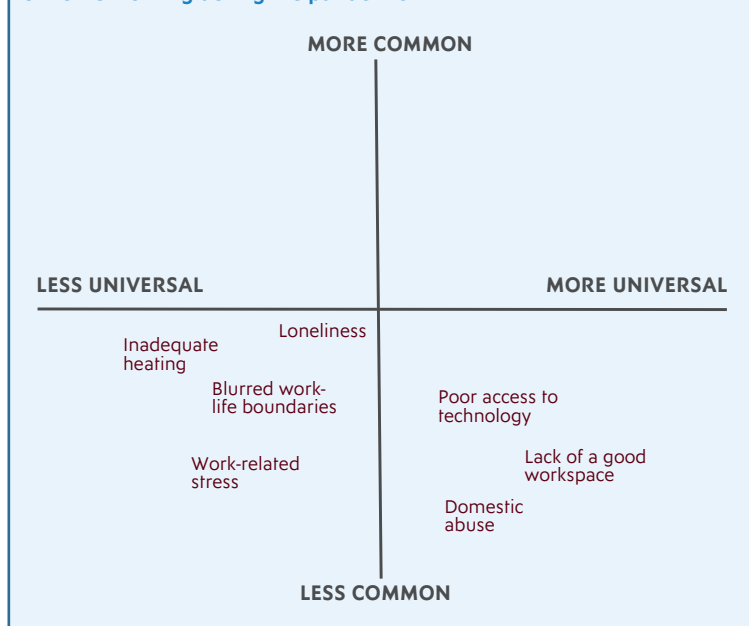 MORE COMMON
LESS UNIVERSAL
MORE UNIVERSAL
Loneliness
Inadequate
heating
Blurred work-
life boundaries
Poor access to
technology
Work-related
stress
Lack of a good
workspace
Domestic
abuse
LESS COMMON